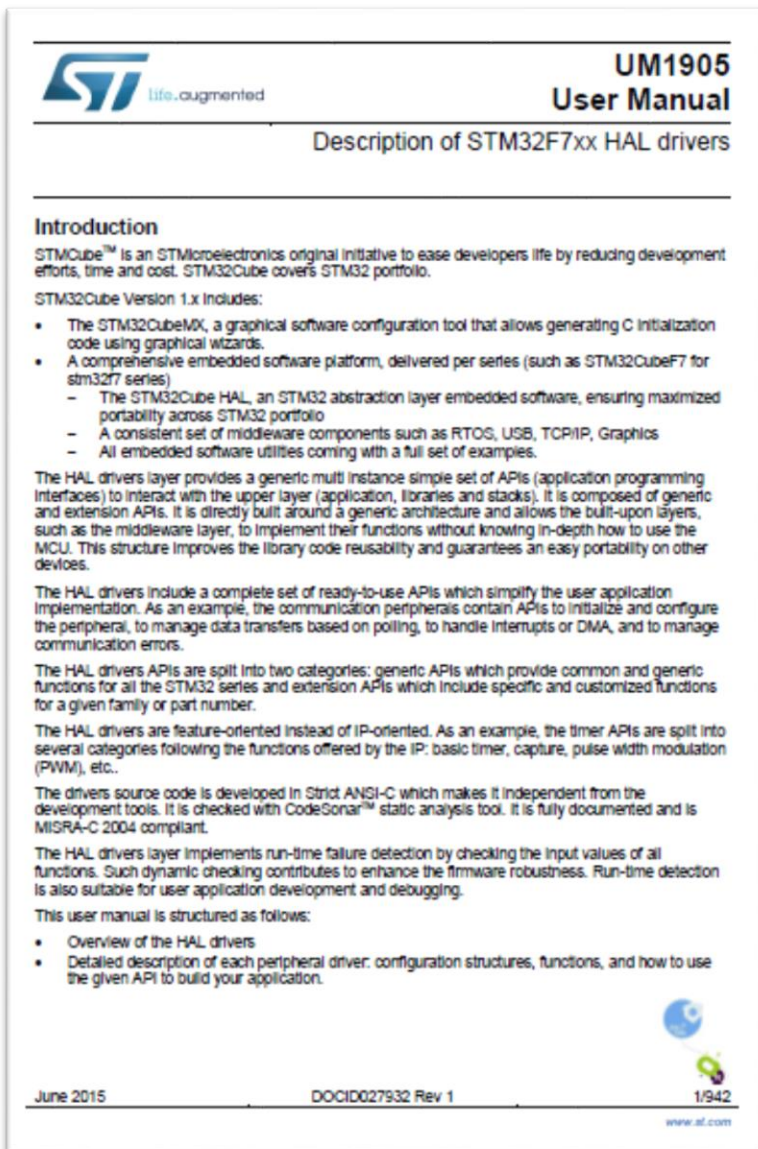 ST life.augmented
UM1905
User Manual
Description of STM32F7xx HAL drivers
Introduction
STMCube™ is an STMicroelectronics original initiative to ease developers life by reducing development
efforts, time and cost. STM32Cube covers STM32 portfolio.
STM32Cube Version 1.x includes:
• The STM32CubeMX, a graphical software configuration tool that allows generating C initialization
code using graphical wizards.
• A comprehensive embedded software platform, delivered per series (such as STM32CubeF7 for
stm32f7 series)
– The STM32Cube HAL, an STM32 abstraction layer embedded software, ensuring maximized
portability across STM32 portfolio
– A consistent set of middleware components such as RTOS, USB, TCP/IP, Graphics
– All embedded software utilities coming with a full set of examples.
The HAL drivers layer provides a generic multi instance simple set of APIs (application programming
interfaces) to interact with the upper layer (application, libraries and stacks). It is composed of generic
and extension APIs. It is directly built around a generic architecture and allows the built-upon layers,
such as the middleware layer, to implement their functions without knowing in-depth how to use the
MCU. This structure improves the library code reusability and guarantees an easy portability on other
devices.
The HAL drivers include a complete set of ready-to-use APIs which simplify the user application
implementation. As an example, the communication peripherals contain APIs to initialize and configure
the peripheral, to manage data transfers based on polling, to handle interrupts or DMA, and to manage
communication errors.
The HAL drivers APIs are split into two categories: generic APIs which provide common and generic
functions for all the STM32 series and extension APIs which include specific and customized functions
for a given family or part number.
The HAL drivers are feature-oriented instead of IP-oriented. As an example, the timer APIs are split into
several categories following the functions offered by the IP: basic timer, capture, pulse width modulation
(PWM), etc..
The drivers source code is developed in Strict ANSI-C which makes it independent from the
development tools. It is checked with CodeSonar™ static analysis tool. It is fully documented and is
MISRA-C 2004 compliant.
The HAL drivers layer implements run-time failure detection by checking the input values of all
functions. Such dynamic checking contributes to enhance the firmware robustness. Run-time detection
is also suitable for user application development and debugging.
This user manual is structured as follows:
• Overview of the HAL drivers
• Detailed description of each peripheral driver: configuration structures, functions, and how to use
the given API to build your application.
June 2015 DOCID027932 Rev 1 1/942
www.st.com